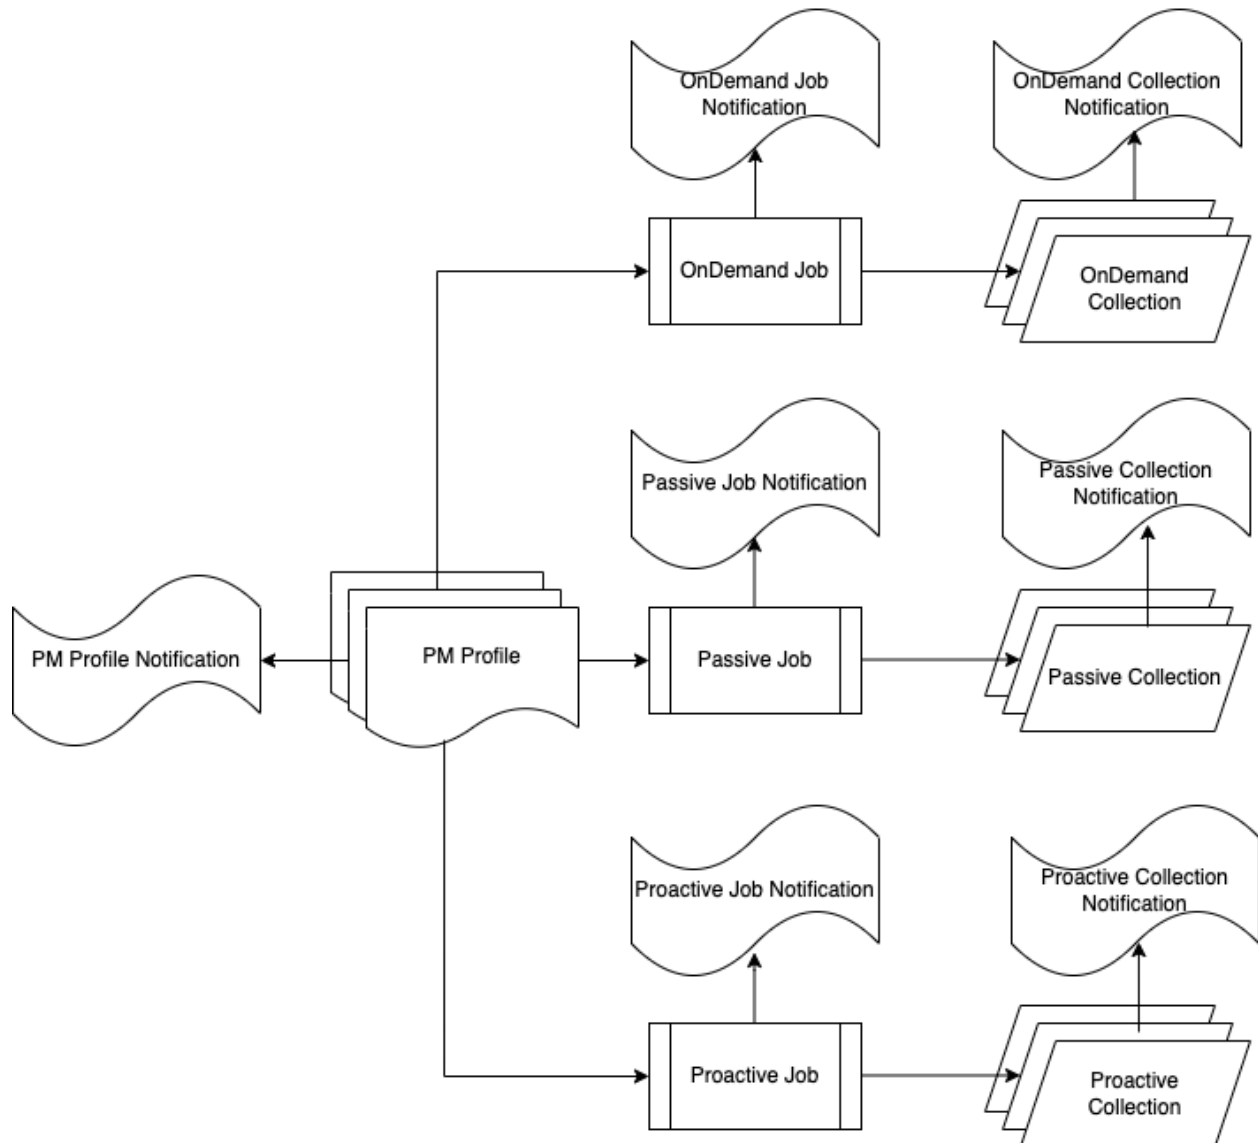 OnDemand Job
Notification
OnDemand Collection
Notification
OnDemand Job
OnDemand
Collection
Passive Job Notification
Passive Collection
Notification
PM Profile Notification
PM Profile
Passive Job
Passive Collection
Proactive Job Notification
Proactive Collection
Notification
Proactive Job
Proactive
Collection